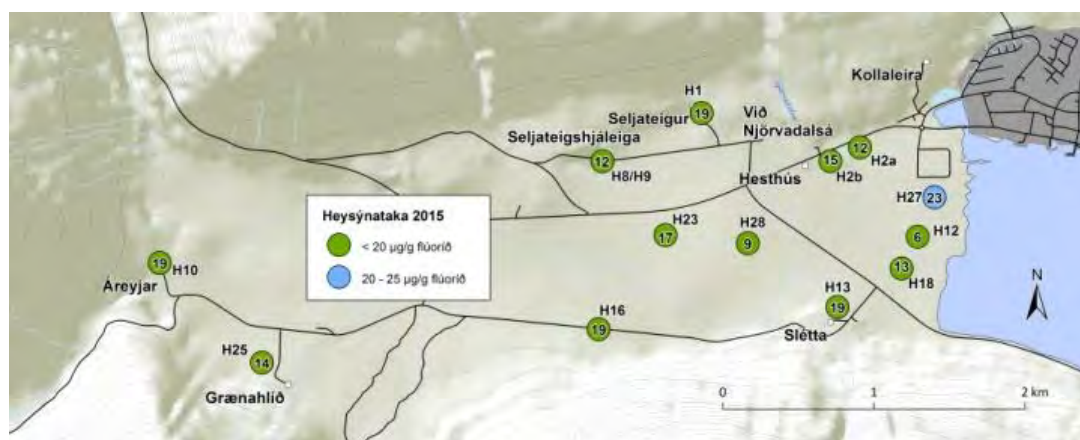 Kollaleira
H1
19
Seljateigur
Við
Njörvadalsá
Seljateigshjáleiga
12
H8/H9
12
H2a
15
H2b
Hesthús
H27
23
Heysýnataka 2015
< 20 µg/g flúoríð
20 - 25 µg/g flúoríð
H23
17
H28
9
6
H12
13
H18
19
H10
Áreyjar
H13
19
Slétta
H16
19
H25
14
Grænahlíð
N
0
1
2 km